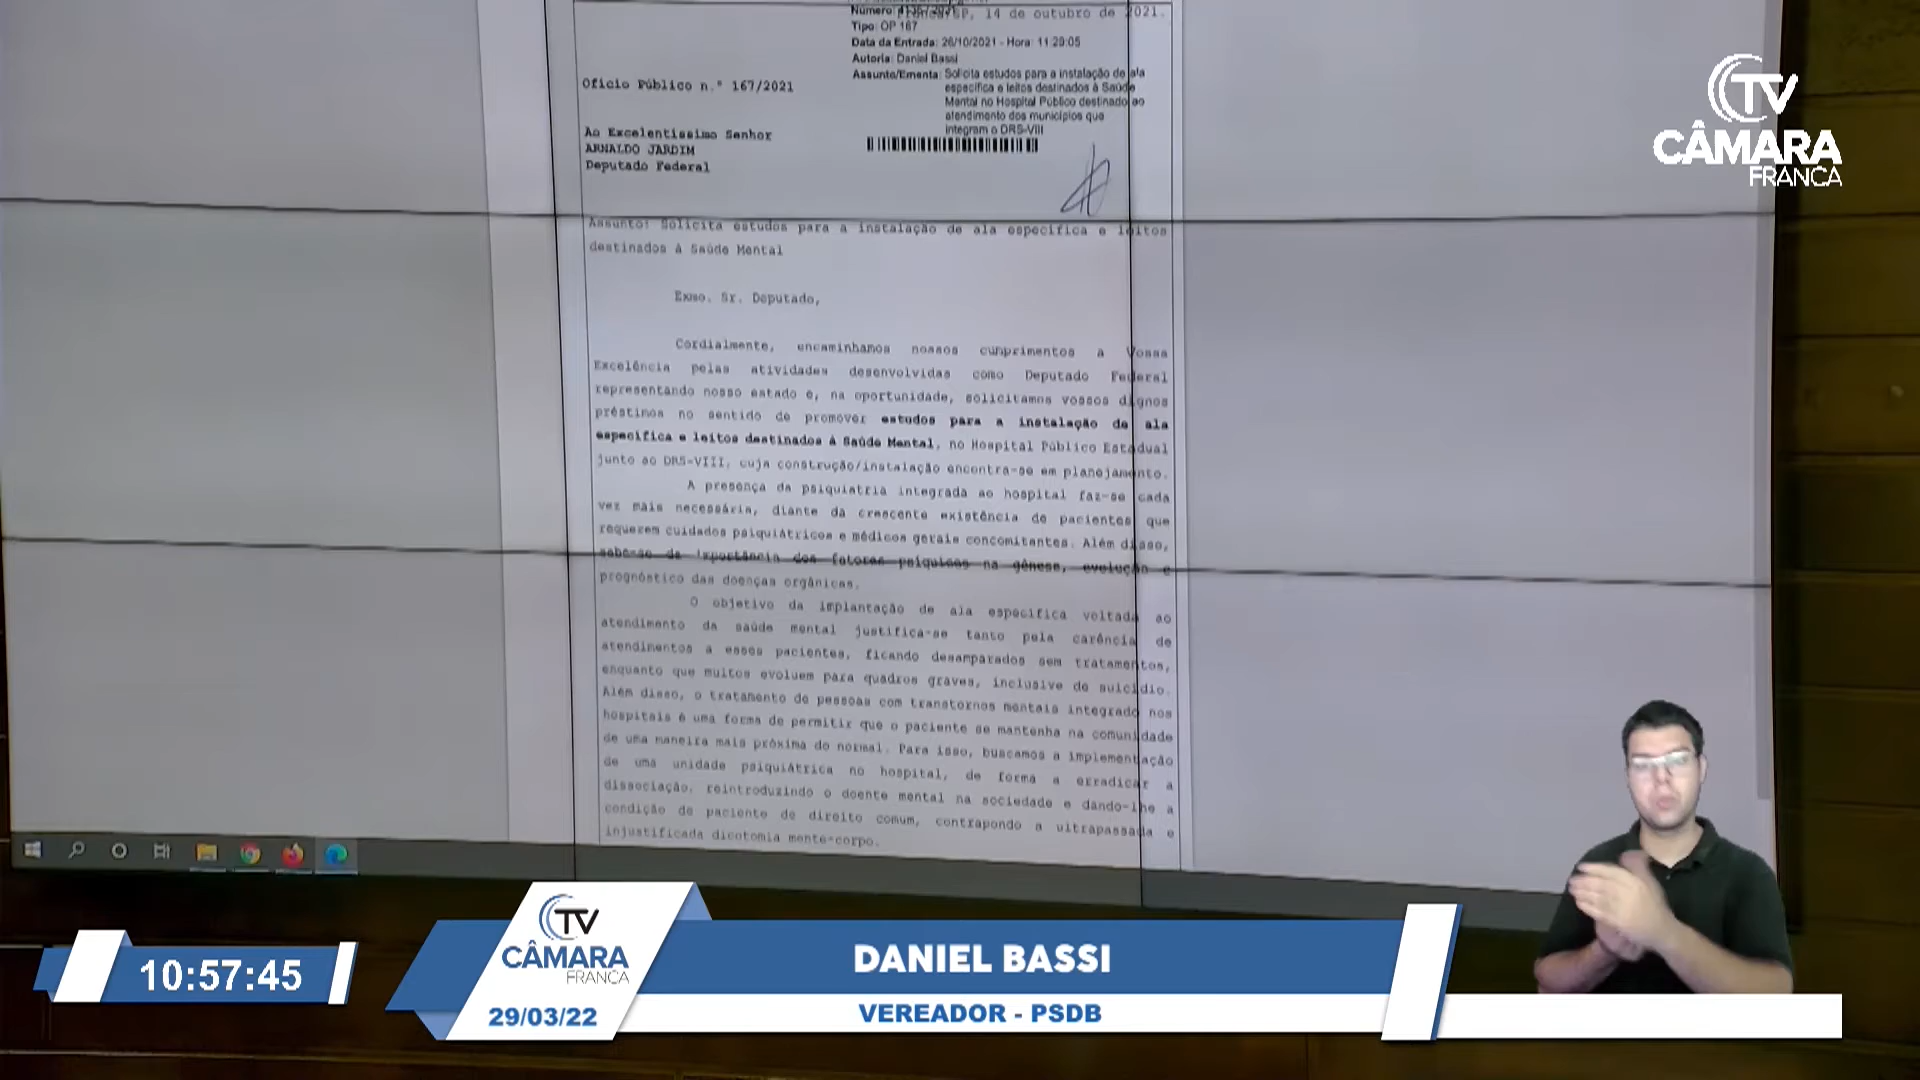 Franca/SP, 14 de outubro de 2021.
Número:
Tipo: OP 167
Data da Entrada: 26/10/2021 - Hora: 11:29:05
Autoria: Daniel Bassi
Assunto/Ementa: Solicita estudos para a instalação de ala
específica e leitos destinados à Saúde
Mental no Hospital Público destinado ao
atendimento dos municípios que
integram o DRS-VIII
Ofício Público n.º 167/2021
Ao Excelentíssimo Senhor
ARNALDO JARDIM
Deputado Federal
Assunto: Solicita estudos para a instalação de ala específica e leitos
destinados à Saúde Mental
Exmo. Sr. Deputado,
Cordialmente, encaminhamos nossos cumprimentos a Vossa
Excelência pelas atividades desenvolvidas como Deputado Federal
representando nosso estado e, na oportunidade, solicitamos vossos dignos
préstimos no sentido de promover estudos para a instalação de ala
específica e leitos destinados à Saúde Mental, no Hospital Público Estadual
junto ao DRS-VIII, cuja construção/instalação encontra-se em planejamento.
A presença da psiquiatria integrada ao hospital faz-se cada
vez mais necessária, diante da crescente existência de pacientes que
requerem cuidados psiquiátricos e médicos gerais concomitantes. Além disso,
sabe-se da importância dos fatores psíquicos na gênese, evolução e
prognóstico das doenças orgânicas.
O objetivo da implantação de ala específica voltada ao
atendimento da saúde mental justifica-se tanto pela carência de
atendimentos a esses pacientes, ficando desamparados sem tratamentos,
enquanto que muitos evoluem para quadros graves, inclusive de suicídio.
Além disso, o tratamento de pessoas com transtornos mentais integrado nos
hospitais é uma forma de permitir que o paciente se mantenha na comunidade
de uma maneira mais próxima do normal. Para isso, buscamos a implementação
de uma unidade psiquiátrica no hospital, de forma a erradicar a
dissociação, reintroduzindo o doente mental na sociedade e dando-lhe a
condição de paciente de direito comum, contrapondo a ultrapassada e
injustificada dicotomia mente-corpo.
TV
CÂMARA
FRANCA
10:57:45
TV
CÂMARA
FRANCA
29/03/22
DANIEL BASSI
VEREADOR - PSDB